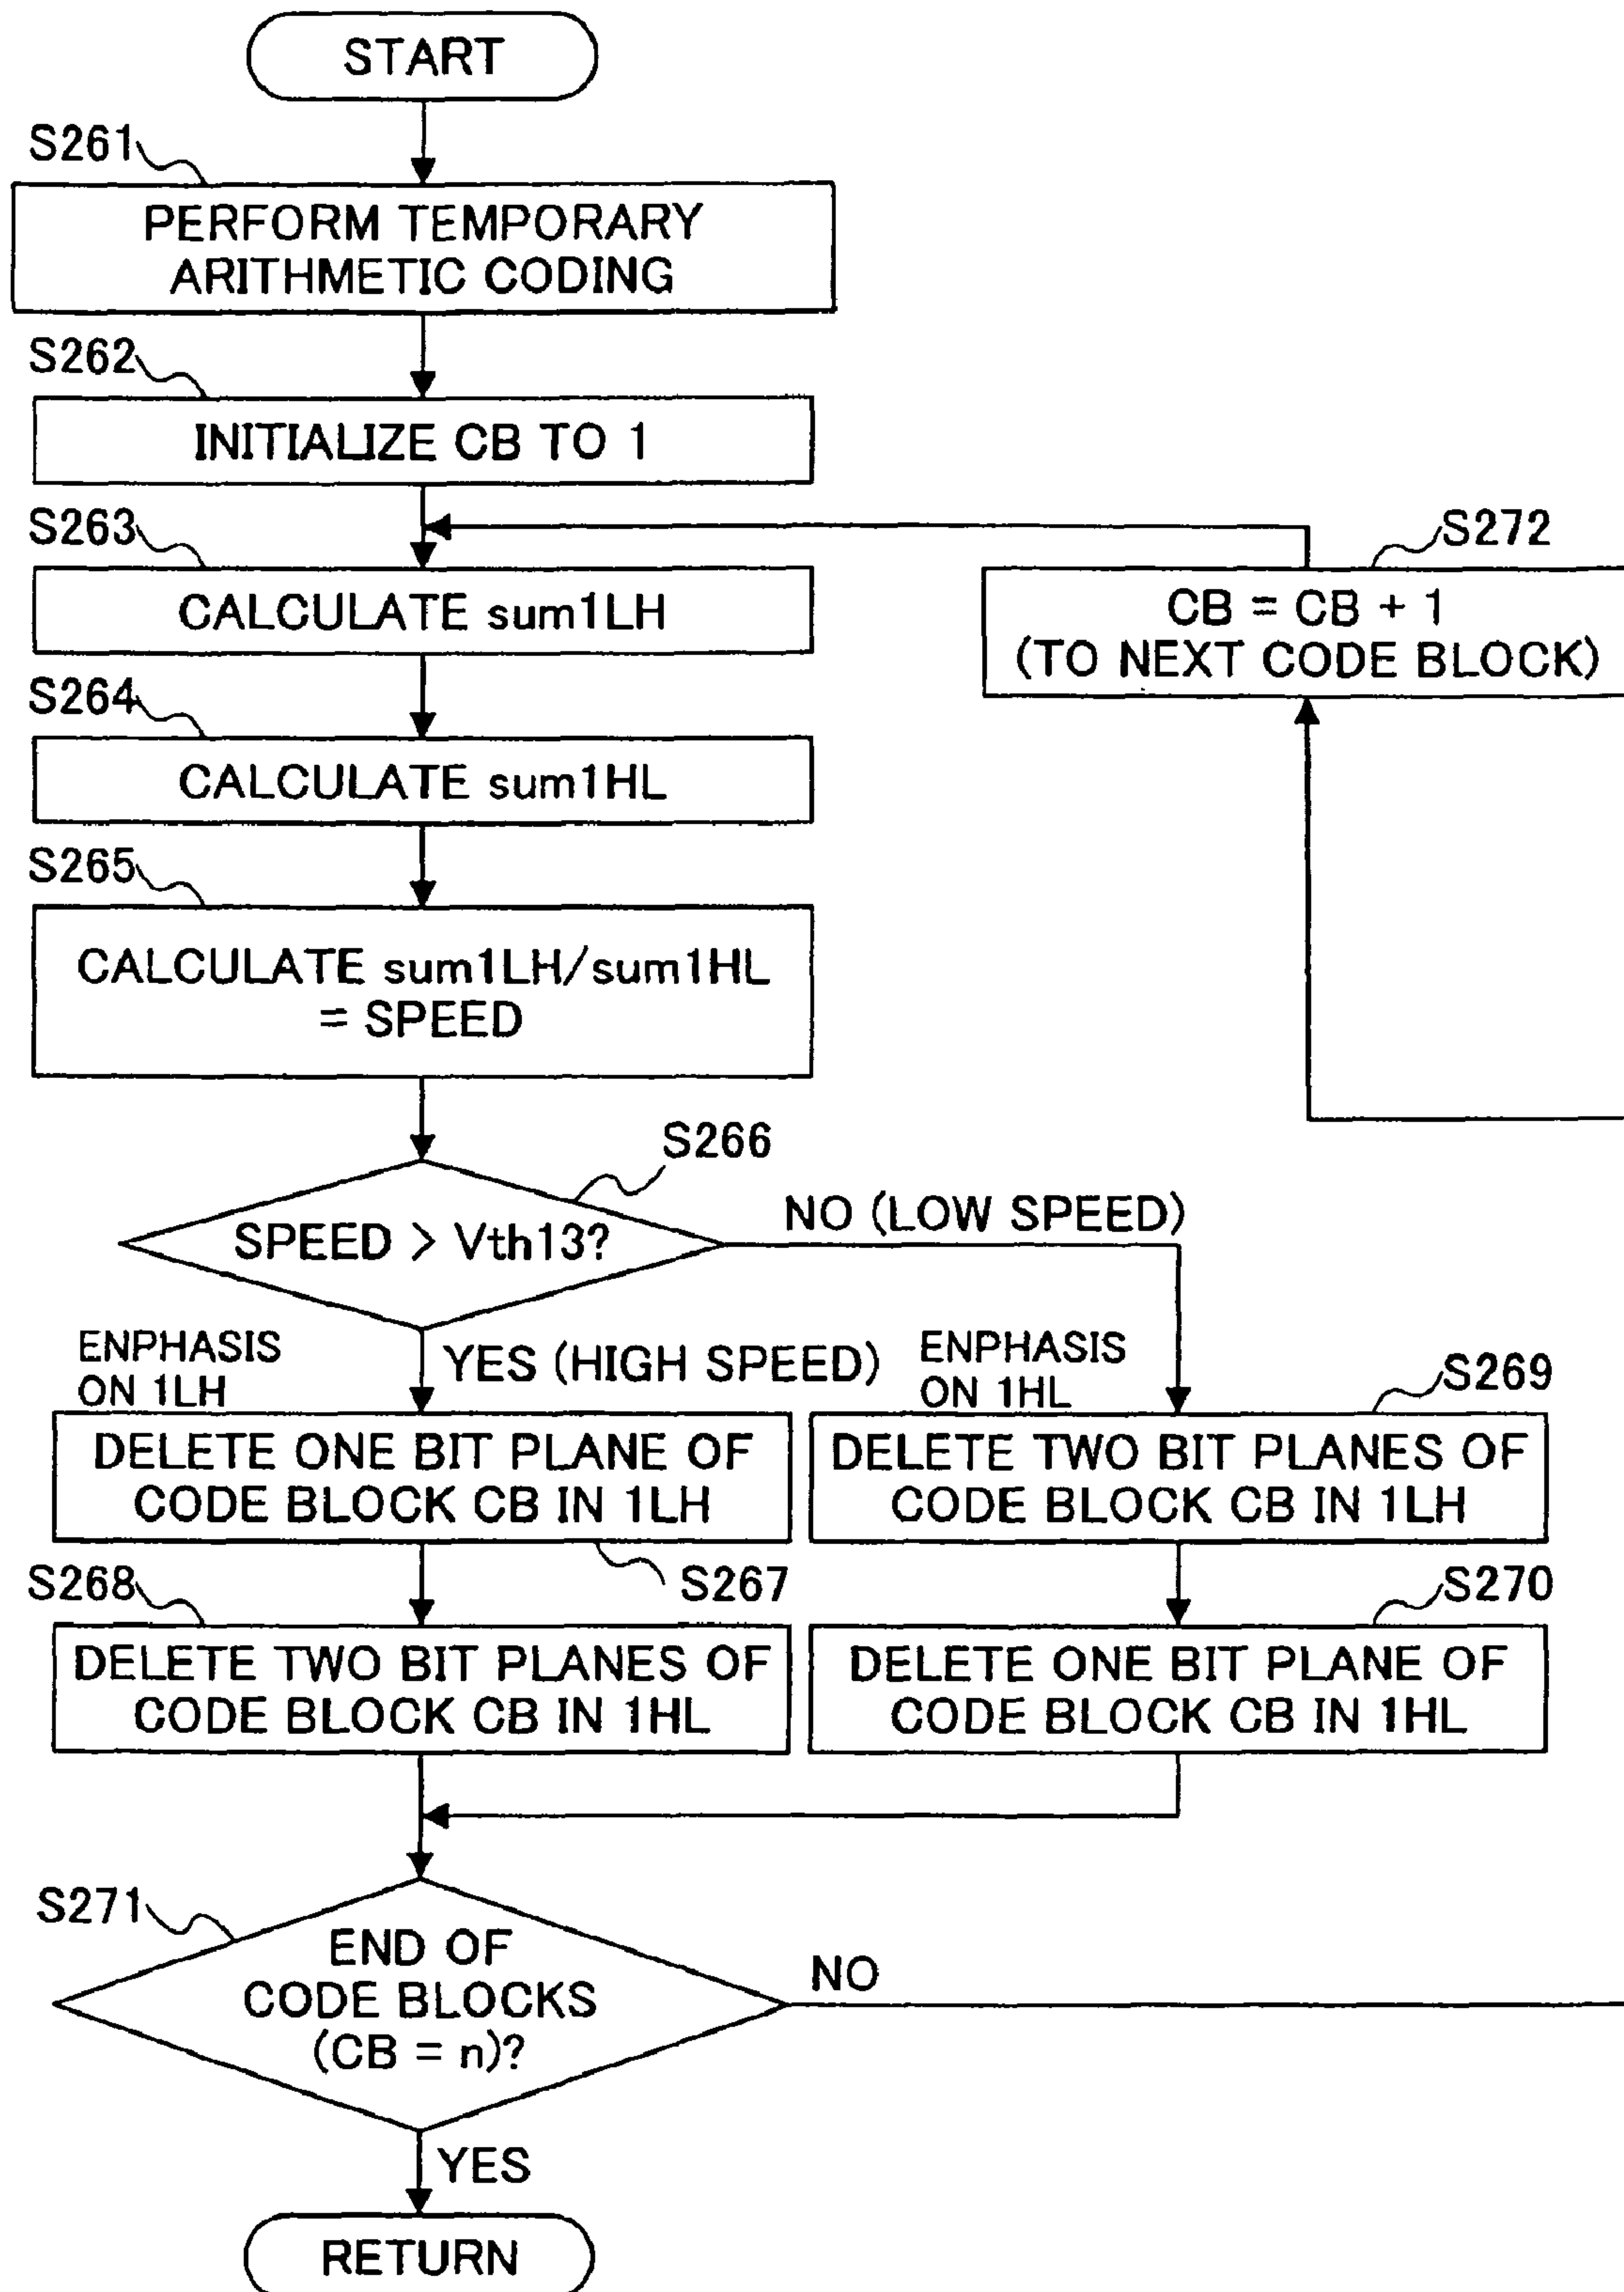 START
S261
PERFORM TEMPORARY
ARITHMETIC CODING
S262
INITIALIZE CB TO 1
S263
CALCULATE sum1LH
S272
CB = CB + 1
(TO NEXT CODE BLOCK)
S264
CALCULATE sum1HL
S265
CALCULATE sum1LH/sum1HL
= SPEED
S266
SPEED > Vth13?
NO (LOW SPEED)
ENPHASIS
ON 1LH
YES (HIGH SPEED)
ENPHASIS
ON 1HL
S269
DELETE ONE BIT PLANE OF
CODE BLOCK CB IN 1LH
DELETE TWO BIT PLANES OF
CODE BLOCK CB IN 1LH
S268
S267
S270
DELETE TWO BIT PLANES OF
CODE BLOCK CB IN 1HL
DELETE ONE BIT PLANE OF
CODE BLOCK CB IN 1HL
S271
END OF
CODE BLOCKS
(CB = n)?
NO
YES
RETURN